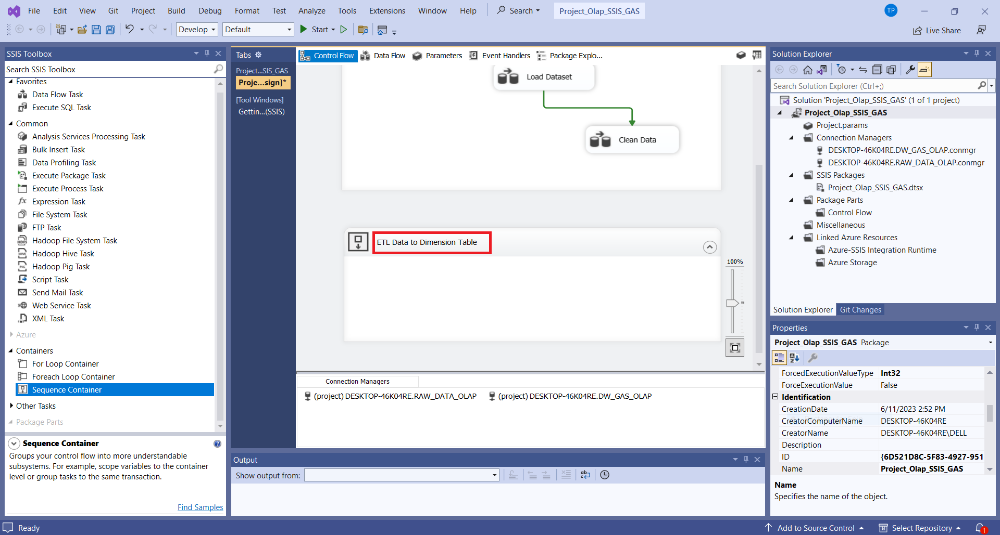 File Edit View Git Project Build Debug Format Test Analyze Tools Extensions Window Help Search Project_Olap_SSIS_GAS TP
Develop Default Start Live Share
SSIS Toolbox
Search SSIS Toolbox
Favorites
Data Flow Task
Execute SQL Task
Common
Analysis Services Processing Task
Bulk Insert Task
Data Profiling Task
Execute Package Task
Execute Process Task
Expression Task
File System Task
FTP Task
Hadoop File System Task
Hadoop Hive Task
Hadoop Pig Task
Script Task
Send Mail Task
Web Service Task
XML Task
Azure
Containers
For Loop Container
Foreach Loop Container
Sequence Container
Other Tasks
Package Parts
Sequence Container
Groups your control flow into more understandable
subsystems. For example, scope variables to the container
level or group tasks to the same transaction.
Find Samples
Tabs
Project...SIS_GAS
Proje...sign]*
[Tool Windows]
Gettin...(SSIS)
Control Flow Data Flow Parameters Event Handlers Package Explo...
Load Dataset
Clean Data
ETL Data to Dimension Table
100%
Connection Managers
(project) DESKTOP-46K04RE.RAW_DATA_OLAP (project) DESKTOP-46K04RE.DW_GAS_OLAP
Output
Show output from:
Solution Explorer
Search Solution Explorer (Ctrl+;)
Solution 'Project_Olap_SSIS_GAS' (1 of 1 project)
Project_Olap_SSIS_GAS
Project.params
Connection Managers
DESKTOP-46K04RE.DW_GAS_OLAP.conmgr
DESKTOP-46K04RE.RAW_DATA_OLAP.conmgr
SSIS Packages
Project_Olap_SSIS_GAS.dtsx
Package Parts
Control Flow
Miscellaneous
Linked Azure Resources
Azure-SSIS Integration Runtime
Azure Storage
Solution Explorer Git Changes
Properties
Project_Olap_SSIS_GAS Package
ForcedExecutionValueType Int32
ForceExecutionValue False
Identification
CreationDate 6/11/2023 2:52 PM
CreatorComputerName DESKTOP-46K04RE
CreatorName DESKTOP-46K04RE\DELL
Description
ID {6D521D8C-5F83-4927-951
Name Project_Olap_SSIS_GAS
Name
Specifies the name of the object.
Ready Add to Source Control Select Repository 1